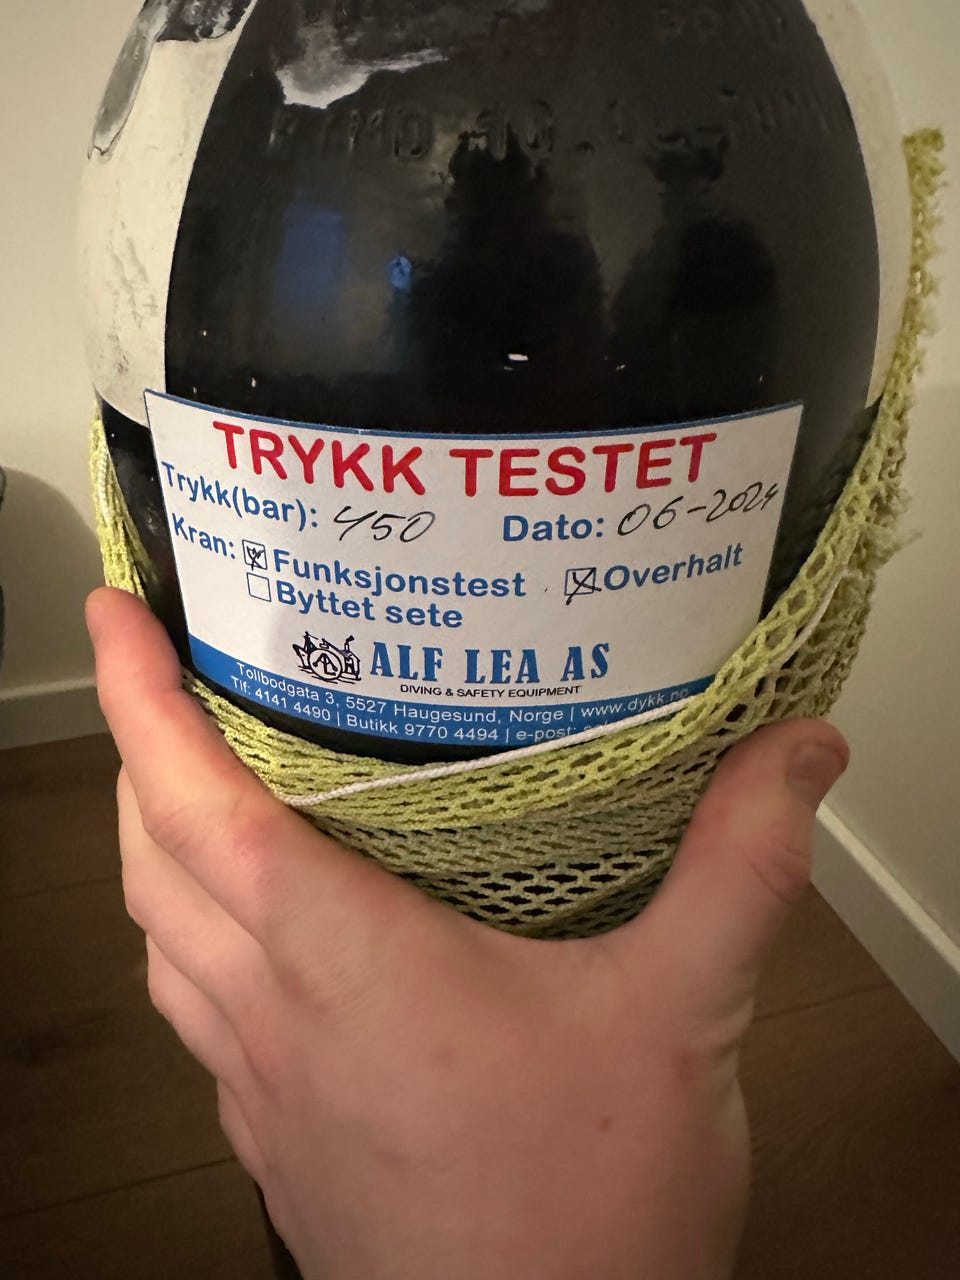 TRYKK TESTET
Trykk(bar): 450 Dato: 06-2024
Kran: Funksjonstest Overhalt
Byttet sete
ALF LEA AS
DIVING & SAFETY EQUIPMENT
Tollbodgata 3, 5527 Haugesund, Norge | www.dykk.no
Tlf: 4141 4490 | Butikk 9770 4494 | e-post: